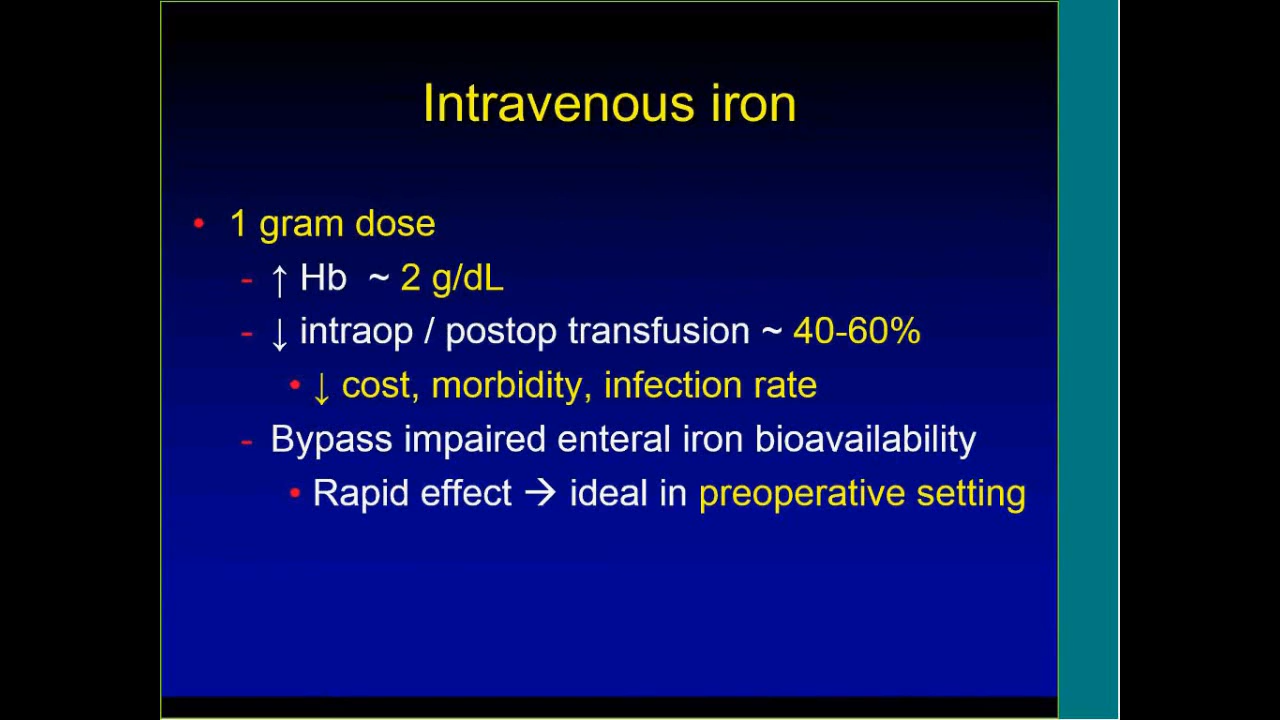 Intravenous iron
• 1 gram dose
- ↑ Hb ~ 2 g/dL
- ↓ intraop / postop transfusion ~ 40-60%
• ↓ cost, morbidity, infection rate
- Bypass impaired enteral iron bioavailability
• Rapid effect → ideal in preoperative setting